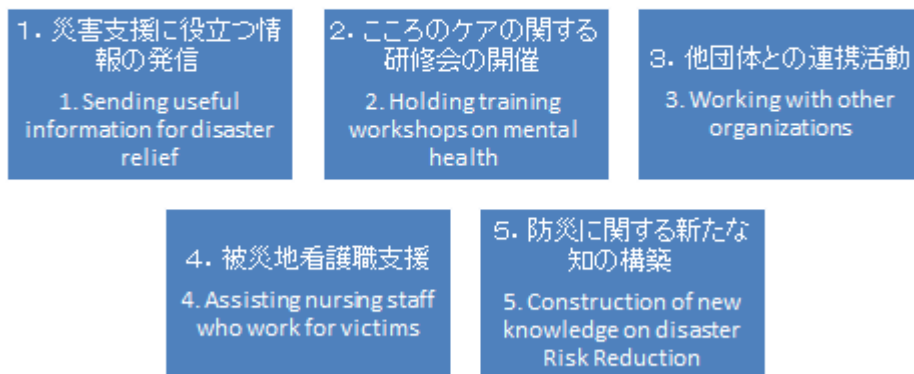 1．災害支援に役立つ情
報の発信
1. Sending useful
information for disaster
relief
2．こころのケアの関する
研修会の開催
2. Holding training
workshops on mental
health
3．他団体との連携活動
3. Working with other
organizations
4．被災地看護職支援
4. Assisting nursing staff
who work for victims
5．防災に関する新たな
知の構築
5. Construction of new
knowledge on disaster
Risk Reduction